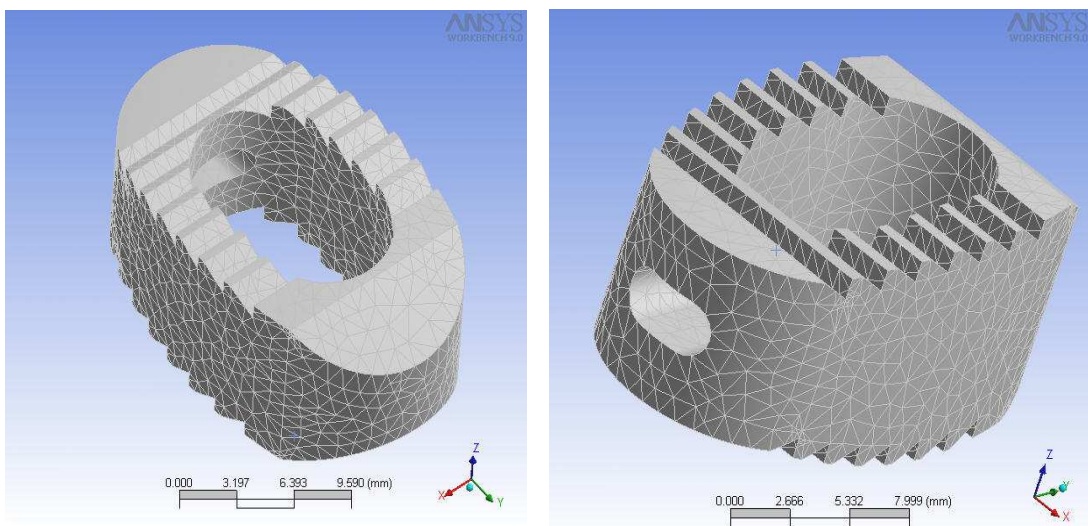 ANSYS
WORKBENCH 9.0
0.000 3.197 6.393 9.590 (mm)
Z
X
Y
ANSYS
WORKBENCH 9.0
0.000 2.666 5.332 7.999 (mm)
Z
Y
X